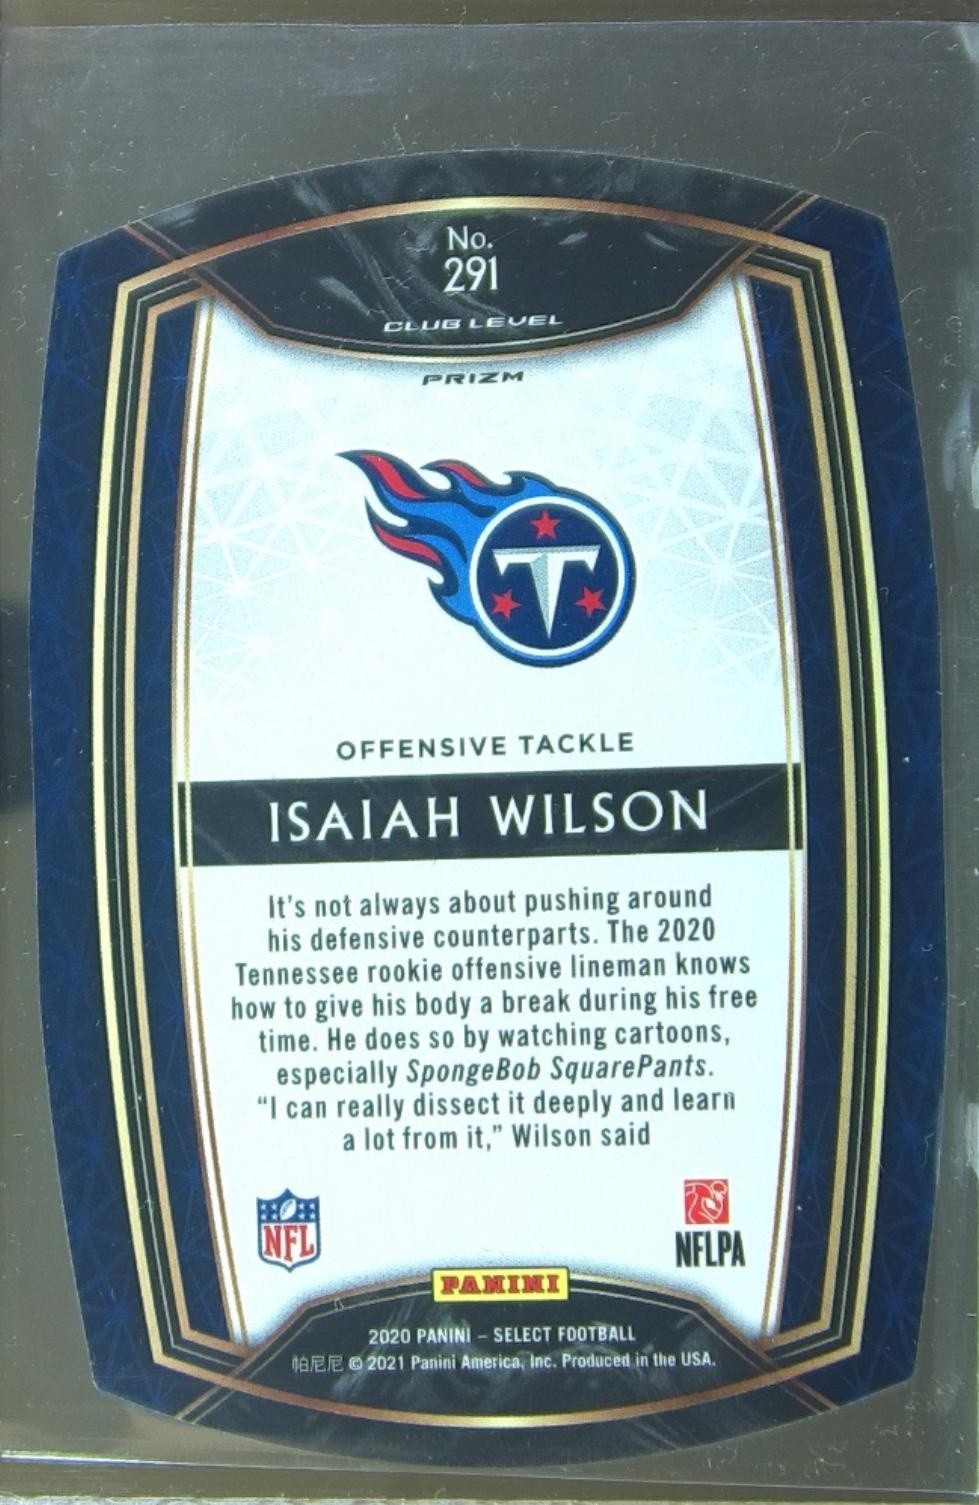 No.
291
CLUB LEVEL
PRIZM
T
OFFENSIVE TACKLE
ISAIAH WILSON
It's not always about pushing around
his defensive counterparts. The 2020
Tennessee rookie offensive lineman knows
how to give his body a break during his free
time. He does so by watching cartoons,
especially SpongeBob SquarePants.
“I can really dissect it deeply and learn
a lot from it,” Wilson said
NFL
NFLPA
PANINI
2020 PANINI – SELECT FOOTBALL
帕尼尼 © 2021 Panini America, Inc. Produced in the USA.